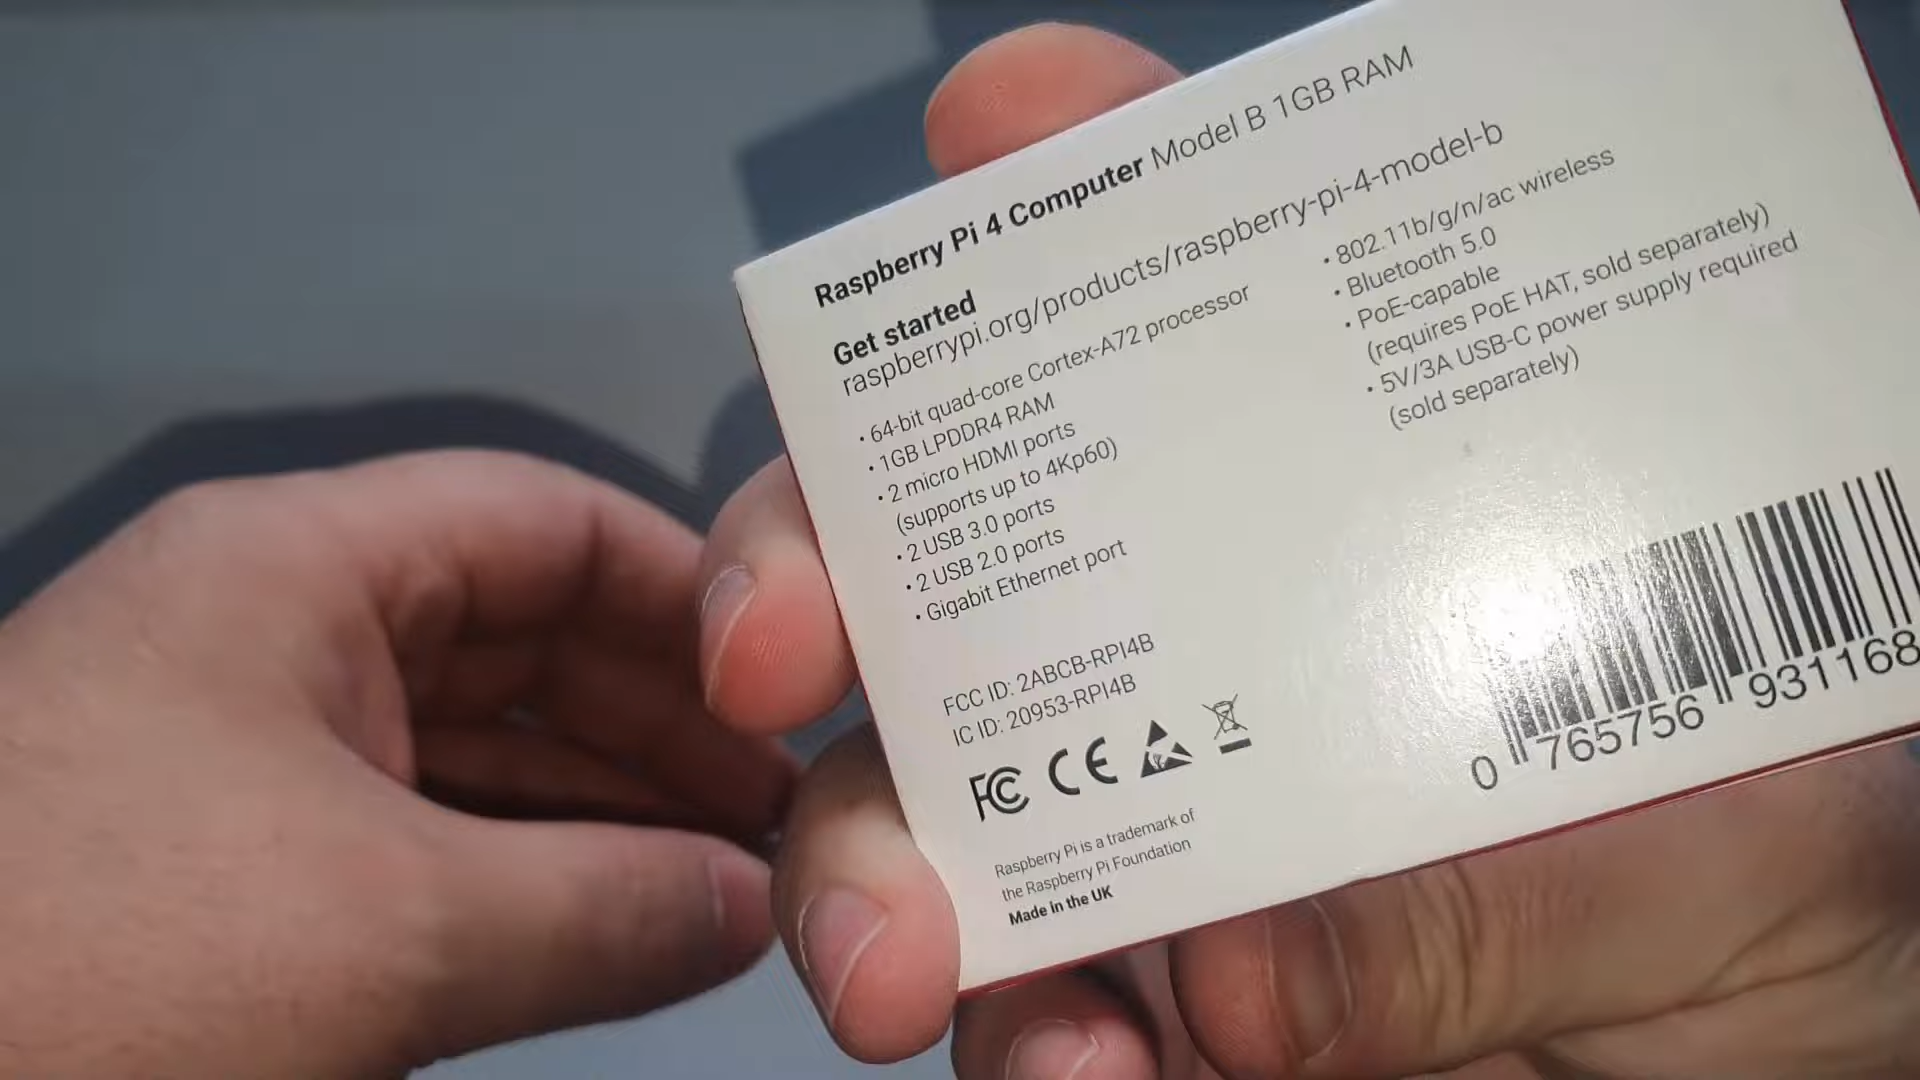 Raspberry Pi 4 Computer Model B 1GB RAM
Get started
raspberrypi.org/products/raspberry-pi-4-model-b
• 64-bit quad-core Cortex-A72 processor
• 1GB LPDDR4 RAM
• 2 micro HDMI ports
(supports up to 4Kp60)
• 2 USB 3.0 ports
• 2 USB 2.0 ports
• Gigabit Ethernet port
• 802.11b/g/n/ac wireless
• Bluetooth 5.0
• PoE-capable
(requires PoE HAT, sold separately)
• 5V/3A USB-C power supply required
(sold separately)
FCC ID: 2ABCB-RPI4B
IC ID: 20953-RPI4B
FC CE
Raspberry Pi is a trademark of
the Raspberry Pi Foundation
Made in the UK
0 765756 931168